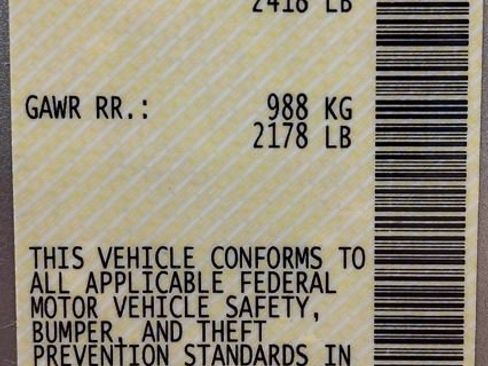 2418 LB
GAWR RR.: 988 KG
2178 LB
THIS VEHICLE CONFORMS TO
ALL APPLICABLE FEDERAL
MOTOR VEHICLE SAFETY,
BUMPER, AND THEFT
PREVENTION STANDARDS IN